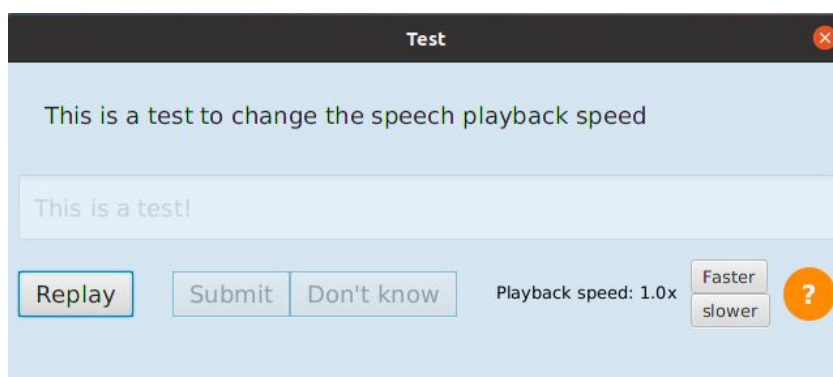 Test
This is a test to change the speech playback speed
This is a test!
Replay
Submit
Don't know
Playback speed: 1.0x
Faster
slower
?